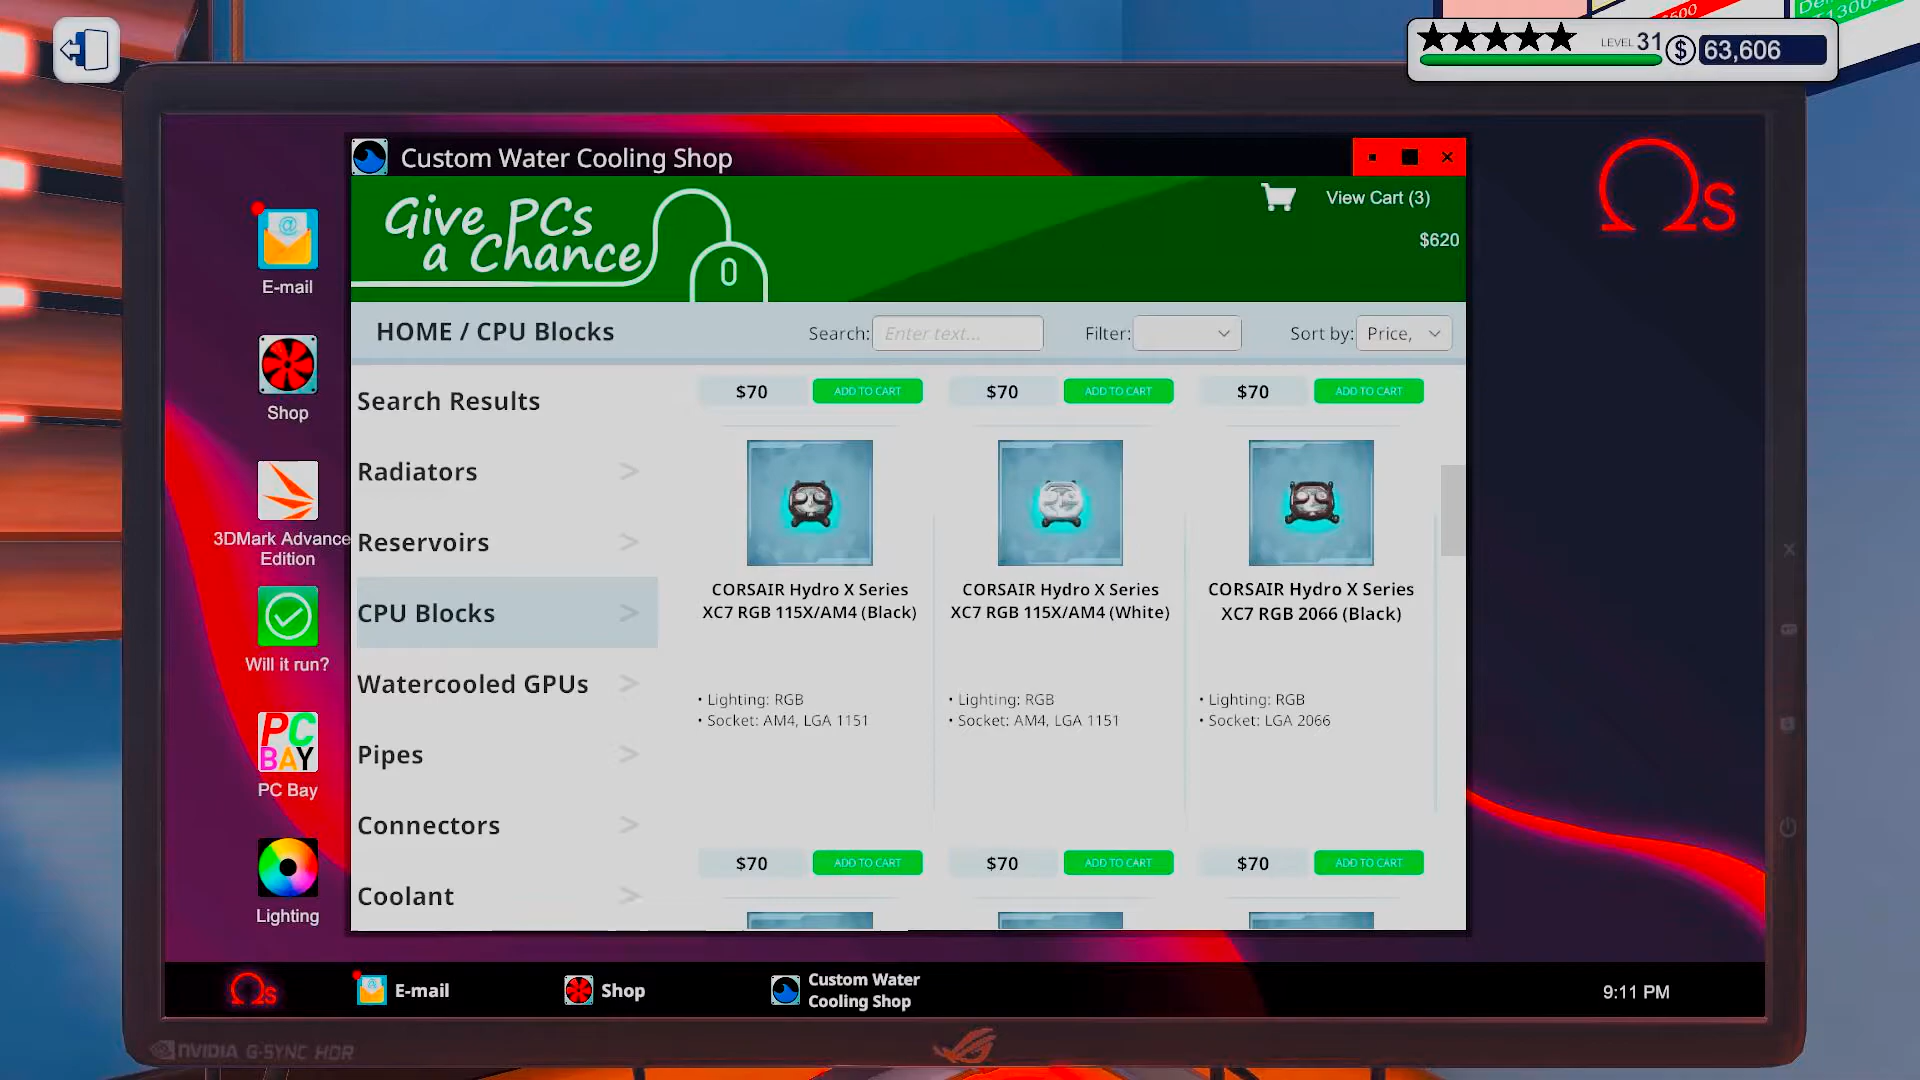 LEVEL 31
$ 63,606
Custom Water Cooling Shop
Give PCs
a Chance
View Cart (3)
$620
HOME / CPU Blocks
Search: Enter text...
Filter:
Sort by: Price,
E-mail
Shop
3DMark Advance
Edition
Will it run?
PC
BAY
PC Bay
Lighting
Search Results
Radiators >
Reservoirs >
CPU Blocks >
Watercooled GPUs >
Pipes >
Connectors >
Coolant >
$70 ADD TO CART
$70 ADD TO CART
$70 ADD TO CART
CORSAIR Hydro X Series
XC7 RGB 115X/AM4 (Black)
• Lighting: RGB
• Socket: AM4, LGA 1151
$70 ADD TO CART
CORSAIR Hydro X Series
XC7 RGB 115X/AM4 (White)
• Lighting: RGB
• Socket: AM4, LGA 1151
$70 ADD TO CART
CORSAIR Hydro X Series
XC7 RGB 2066 (Black)
• Lighting: RGB
• Socket: LGA 2066
$70 ADD TO CART
Ωs
Ωs
E-mail
Shop
Custom Water
Cooling Shop
9:11 PM
NVIDIA G-SYNC HDR